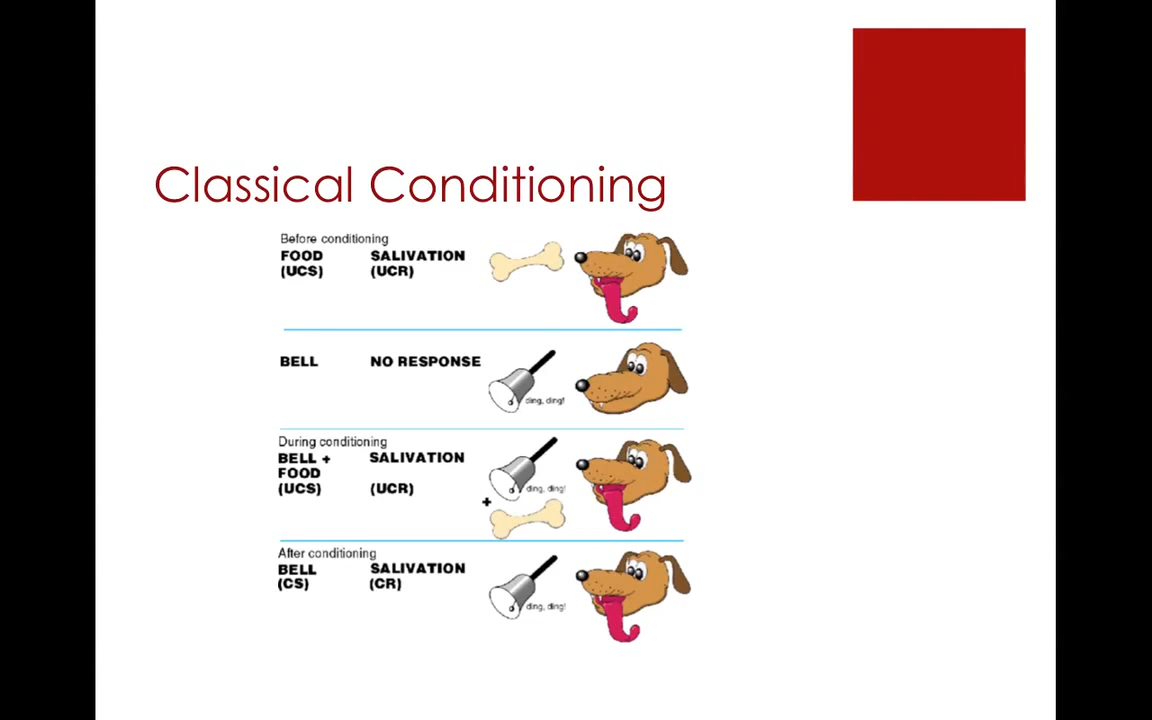 Classical Conditioning
Before conditioning
FOOD SALIVATION
(UCS) (UCR)
BELL NO RESPONSE
ding, ding!
During conditioning
BELL + SALIVATION
FOOD
(UCS) (UCR)
ding, ding!
+
After conditioning
BELL SALIVATION
(CS) (CR)
ding, ding!